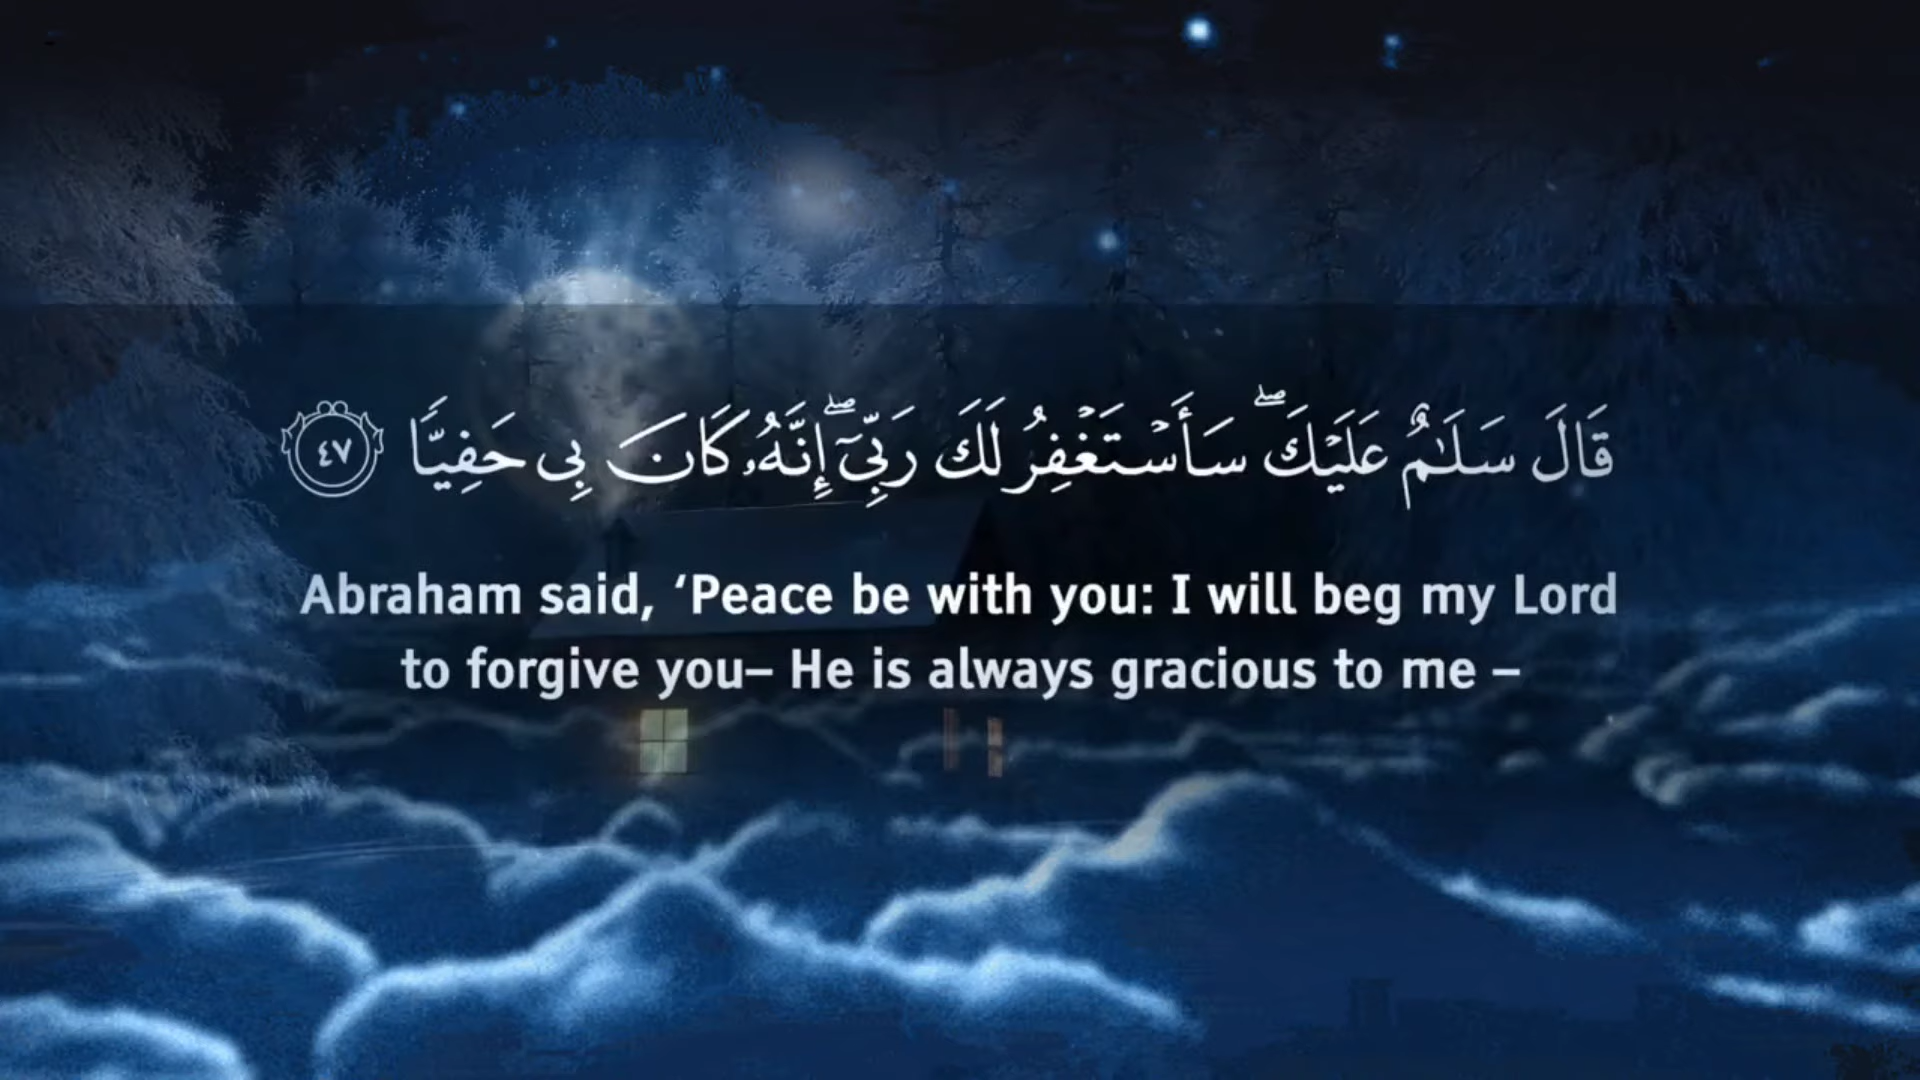 قَالَ سَلَـٰمٌ عَلَيْكَ ۖ سَأَسْتَغْفِرُ لَكَ رَبِّىٓ ۖ إِنَّهُۥ كَانَ بِى حَفِيًّا ٤٧
Abraham said, ‘Peace be with you: I will beg my Lord
to forgive you– He is always gracious to me –